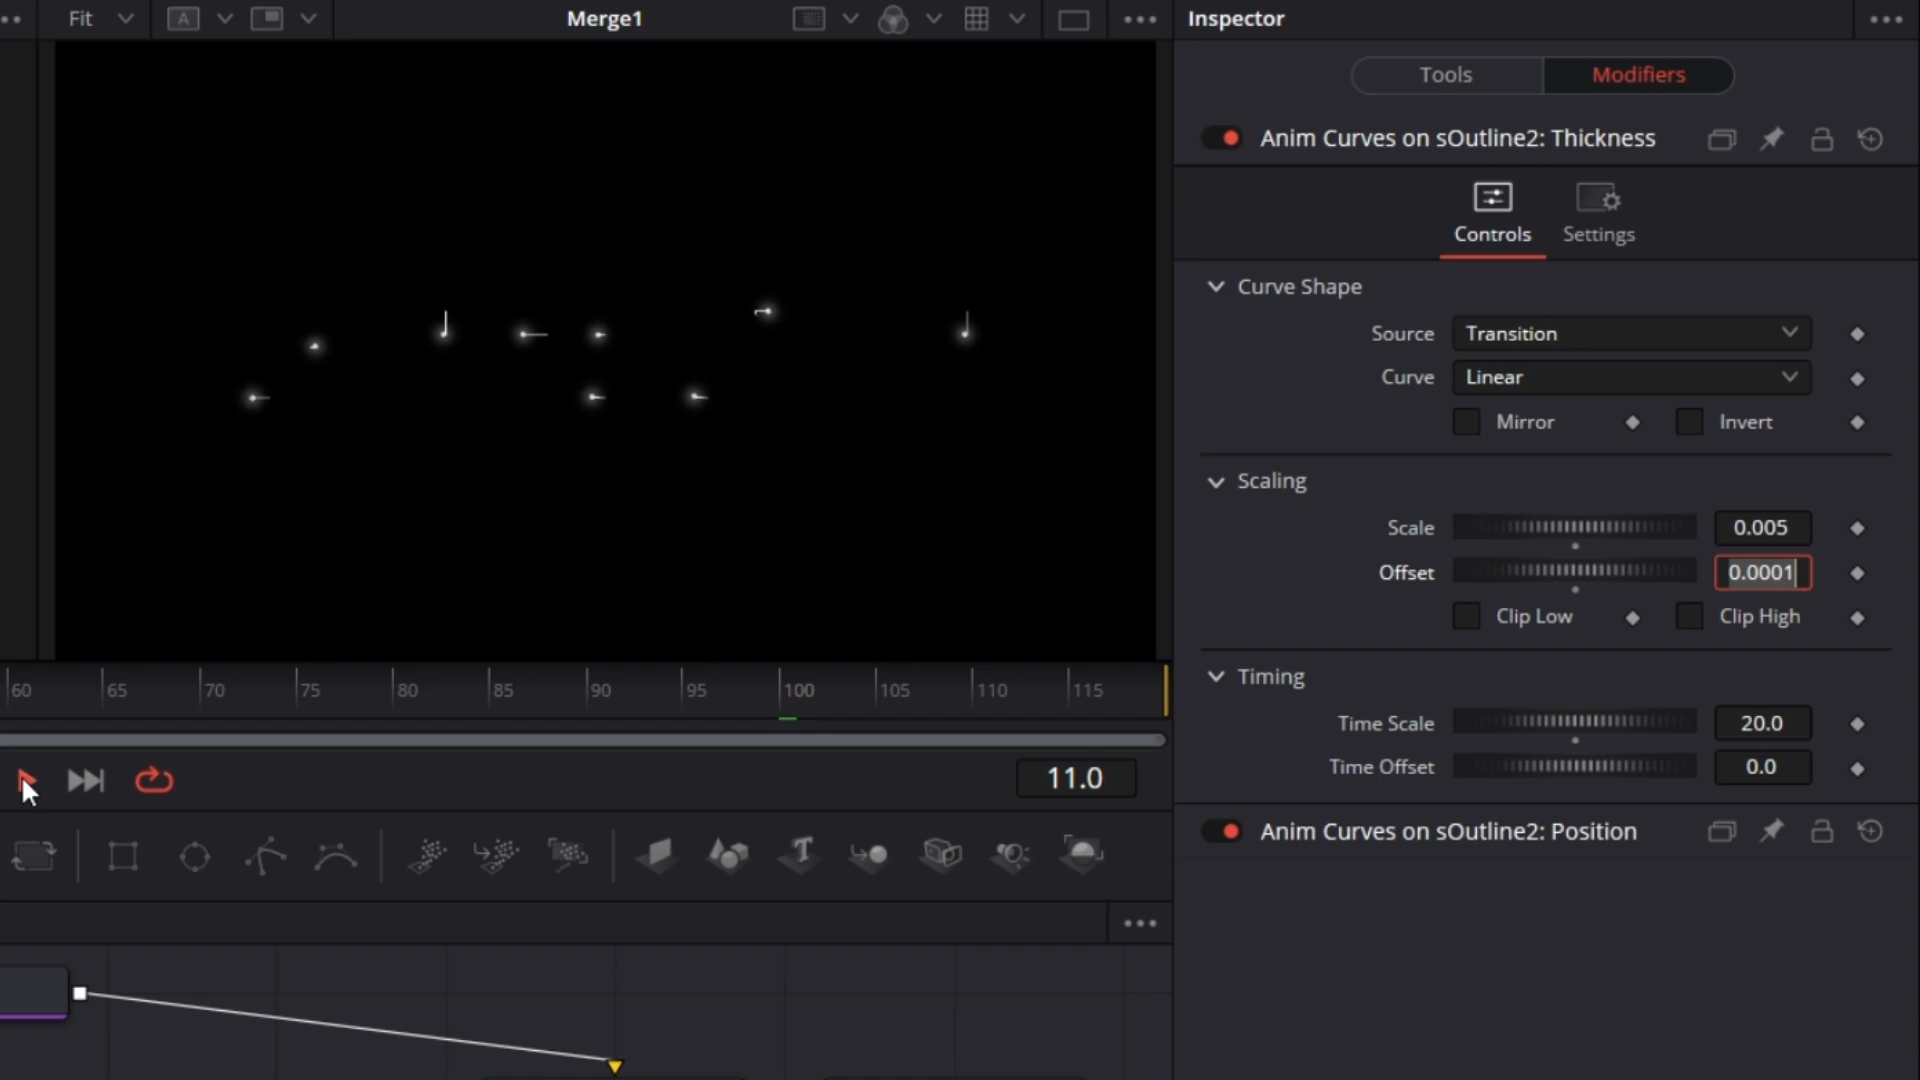 Fit
A
Merge1
Inspector
Tools
Modifiers
Anim Curves on sOutline2: Thickness
Controls
Settings
Curve Shape
Source
Transition
Curve
Linear
Mirror
Invert
Scaling
Scale
0.005
Offset
0.0001
Clip Low
Clip High
Timing
Time Scale
20.0
Time Offset
0.0
Anim Curves on sOutline2: Position
60 65 70 75 80 85 90 95 100 105 110 115
11.0
T